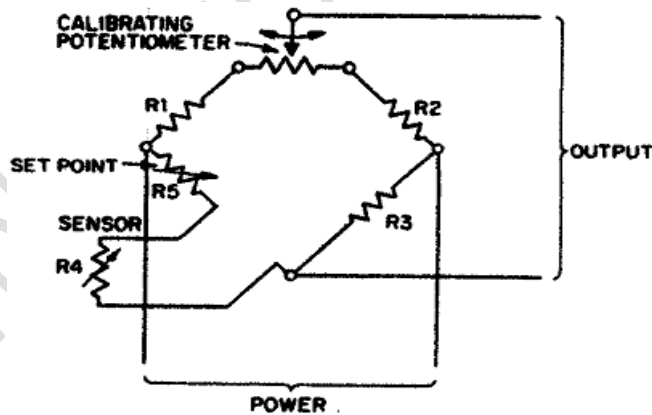 CALIBRATING
POTENTIOMETER
R1
R2
OUTPUT
SET POINT
R5
R3
SENSOR
R4
POWER